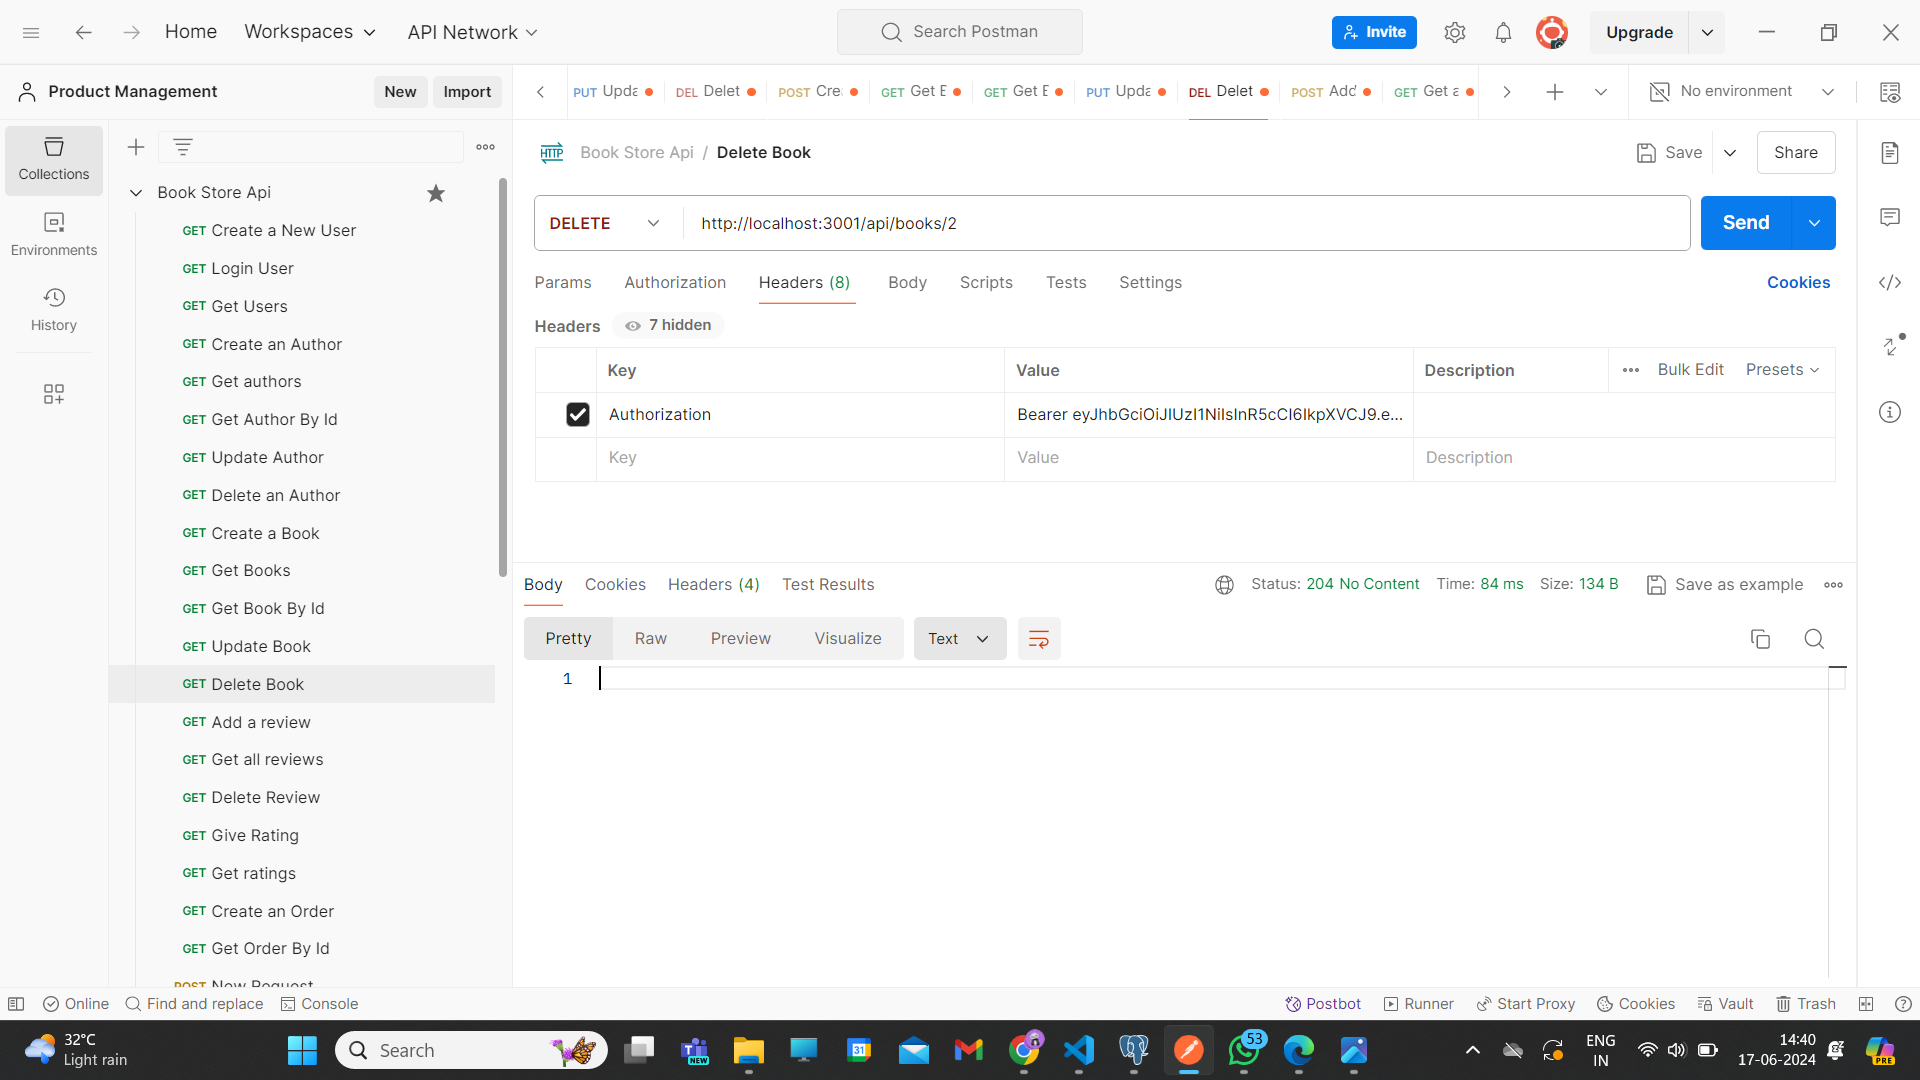 Home
Workspaces
API Network
Search Postman
Invite
Upgrade
Product Management
New
Import
PUT Upda
DEL Delet
POST Cre
GET Get E
GET Get E
PUT Upda
DEL Delet
POST Add
GET Get a
No environment
Collections
Environments
History
Book Store Api
GET Create a New User
GET Login User
GET Get Users
GET Create an Author
GET Get authors
GET Get Author By Id
GET Update Author
GET Delete an Author
GET Create a Book
GET Get Books
GET Get Book By Id
GET Update Book
GET Delete Book
GET Add a review
GET Get all reviews
GET Delete Review
GET Give Rating
GET Get ratings
GET Create an Order
GET Get Order By Id
POST New Request
HTTP Book Store Api / Delete Book
Save
Share
DELETE
http://localhost:3001/api/books/2
Send
Params
Authorization
Headers (8)
Body
Scripts
Tests
Settings
Cookies
Headers
7 hidden
Key
Value
Description
Bulk Edit
Presets
Authorization
Bearer eyJhbGciOiJIUzI1NiIsInR5cCI6IkpXVCJ9.e...
Key
Value
Description
Body
Cookies
Headers (4)
Test Results
Status: 204 No Content
Time: 84 ms
Size: 134 B
Save as example
Pretty
Raw
Preview
Visualize
Text
1
Online
Find and replace
Console
Postbot
Runner
Start Proxy
Cookies
Vault
Trash
32°C
Light rain
Search
NEW
31
53
ENG
IN
14:40
17-06-2024
PRE